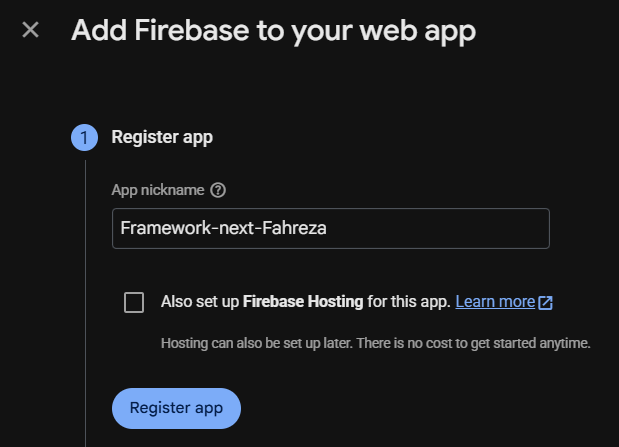 Add Firebase to your web app
1 Register app
App nickname
Framework-next-Fahreza
Also set up Firebase Hosting for this app. Learn more
Hosting can also be set up later. There is no cost to get started anytime.
Register app